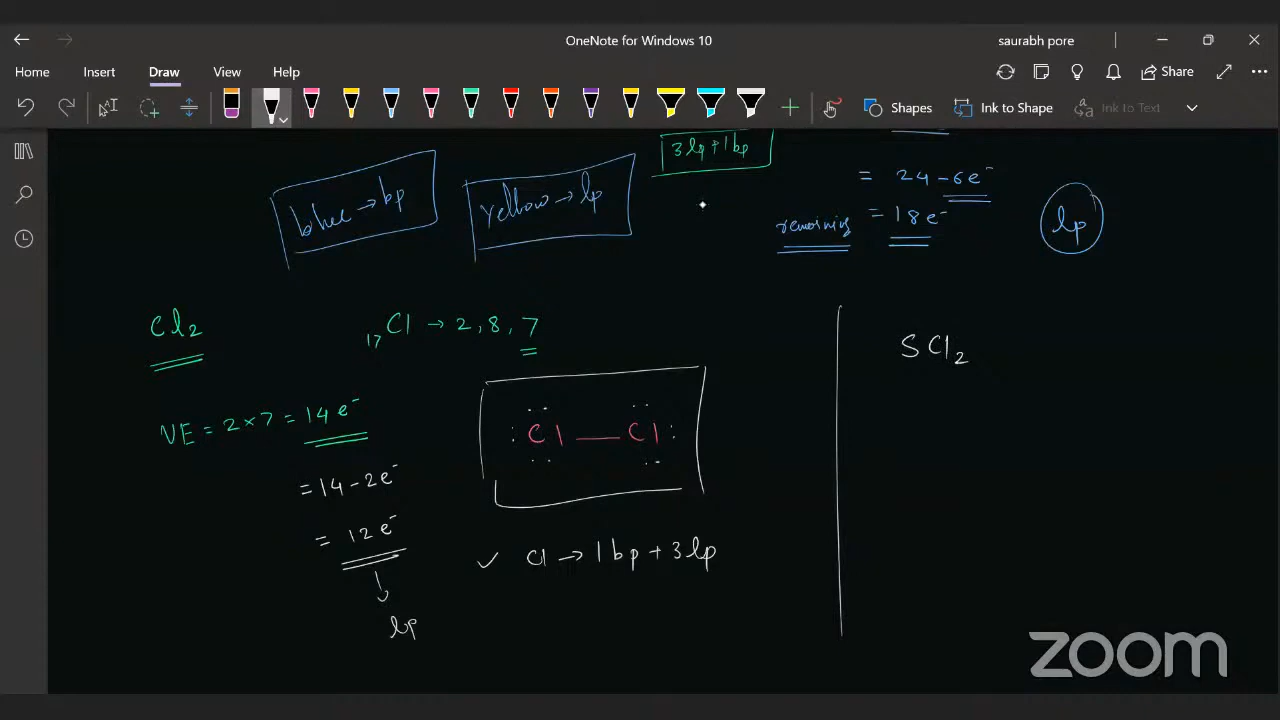 OneNote for Windows 10
saurabh pore
Home Insert Draw View Help
Share
Shapes
Ink to Shape
Ink to Text
3lp+1bp
blue→bp
yellow→lp
= 24-6e⁻
remaining = 18e⁻
lp
Cl₂
₁₇Cl → 2,8,7
SCl₂
VE = 2×7 = 14e⁻
: Cl — Cl :
= 14-2e⁻
= 12e⁻
✓ Cl → 1bp + 3lp
lp
zoom